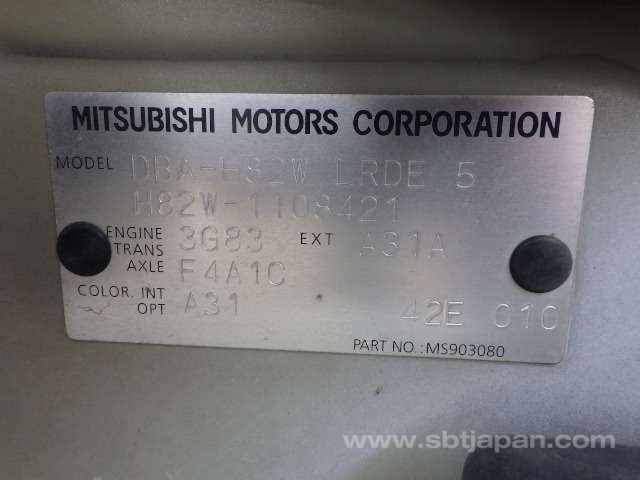 MITSUBISHI MOTORS CORPORATION
MODEL DBA-H82W LRDE 5
H82W-1108421
ENGINE 3G83 EXT A31A
TRANS
AXLE F4A1C
COLOR. INT A31
OPT 42E 01C
PART NO.:MS903080
www.sbtjapan.com